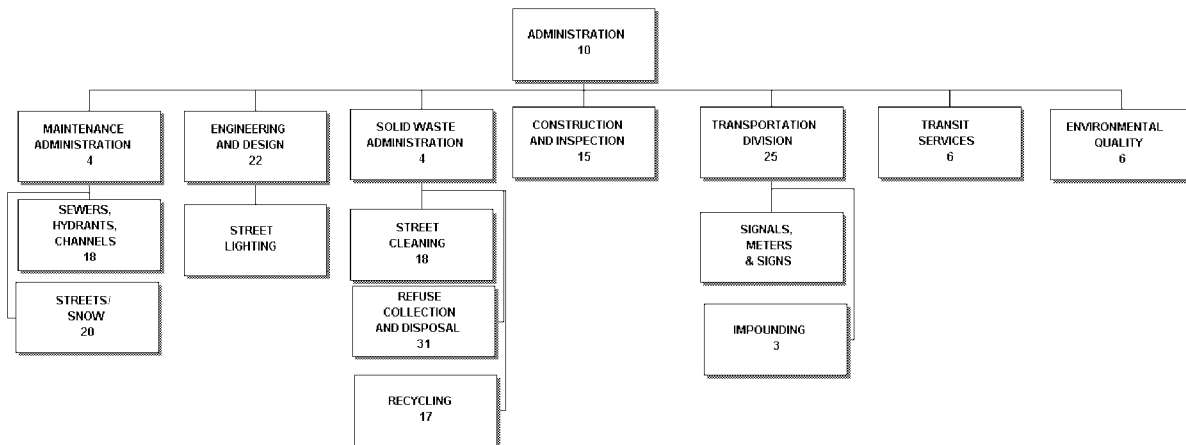 ADMINISTRATION
10
MAINTENANCE
ADMINISTRATION
4
ENGINEERING
AND DESIGN
22
SOLID WASTE
ADMINISTRATION
4
CONSTRUCTION
AND INSPECTION
15
TRANSPORTATION
DIVISION
25
TRANSIT
SERVICES
6
ENVIRONMENTAL
QUALITY
6
SEWERS,
HYDRANTS,
CHANNELS
18
STREET
LIGHTING
STREET
CLEANING
18
SIGNALS,
METERS
& SIGNS
STREETS/
SNOW
20
REFUSE
COLLECTION
AND DISPOSAL
31
IMPOUNDING
3
RECYCLING
17